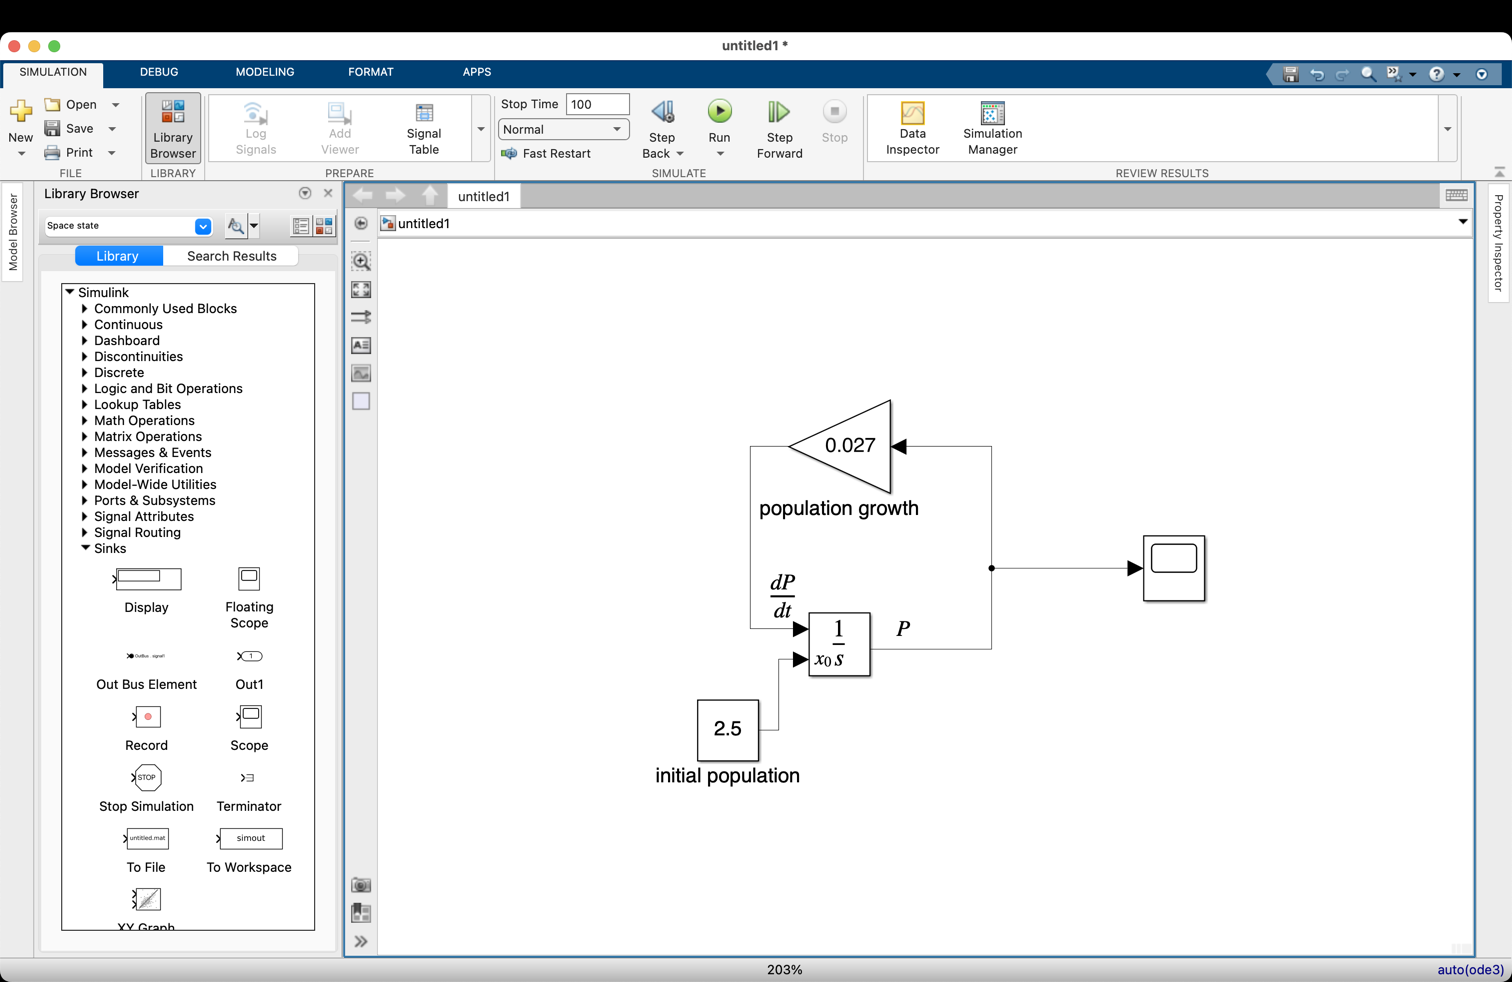 untitled1 *
SIMULATION DEBUG MODELING FORMAT APPS
New
Open
Save
Print
FILE
Library Browser
LIBRARY
Log Signals
Add Viewer
Signal Table
PREPARE
Stop Time 100
Normal
Fast Restart
Step Back
Run
Step Forward
Stop
SIMULATE
Data Inspector
Simulation Manager
REVIEW RESULTS
Model Browser
Library Browser
Space state
Library Search Results
Simulink
Commonly Used Blocks
Continuous
Dashboard
Discontinuities
Discrete
Logic and Bit Operations
Lookup Tables
Math Operations
Matrix Operations
Messages & Events
Model Verification
Model-Wide Utilities
Ports & Subsystems
Signal Attributes
Signal Routing
Sinks
Display
Floating Scope
Out Bus Element
1
Out1
Record
Scope
STOP
Stop Simulation
Terminator
untitled.mat
To File
simout
To Workspace
XY Graph
untitled1
untitled1
0.027
population growth
dP
dt
1
x₀ s
P
2.5
initial population
Property Inspector
203%
auto(ode3)